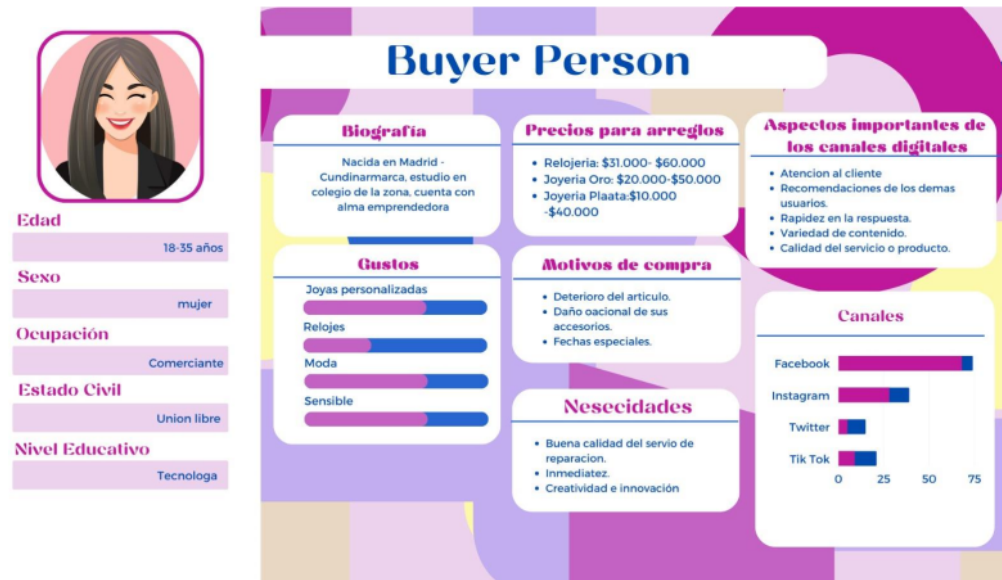 Buyer Person
Edad
18-35 años
Sexo
mujer
Ocupación
Comerciante
Estado Civil
Union libre
Nivel Educativo
Tecnologa
Biografía
Nacida en Madrid -
Cundinarmarca, estudio en
colegio de la zona, cuenta con
alma emprendedora
Gustos
Joyas personalizadas
Relojes
Moda
Sensible
Precios para arreglos
• Relojeria: $31.000- $60.000
• Joyeria Oro: $20.000-$50.000
• Joyeria Plaata:$10.000
-$40.000
Motivos de compra
• Deterioro del articulo.
• Daño oacional de sus
accesorios.
• Fechas especiales.
Nesecidades
• Buena calidad del servio de
reparacion.
• Inmediatez.
• Creatividad e innovación
Aspectos importantes de
los canales digitales
• Atencion al cliente
• Recomendaciones de los demas
usuarios.
• Rapidez en la respuesta.
• Variedad de contenido.
• Calidad del servicio o producto.
Canales
Facebook
Instagram
Twitter
Tik Tok
0 25 50 75